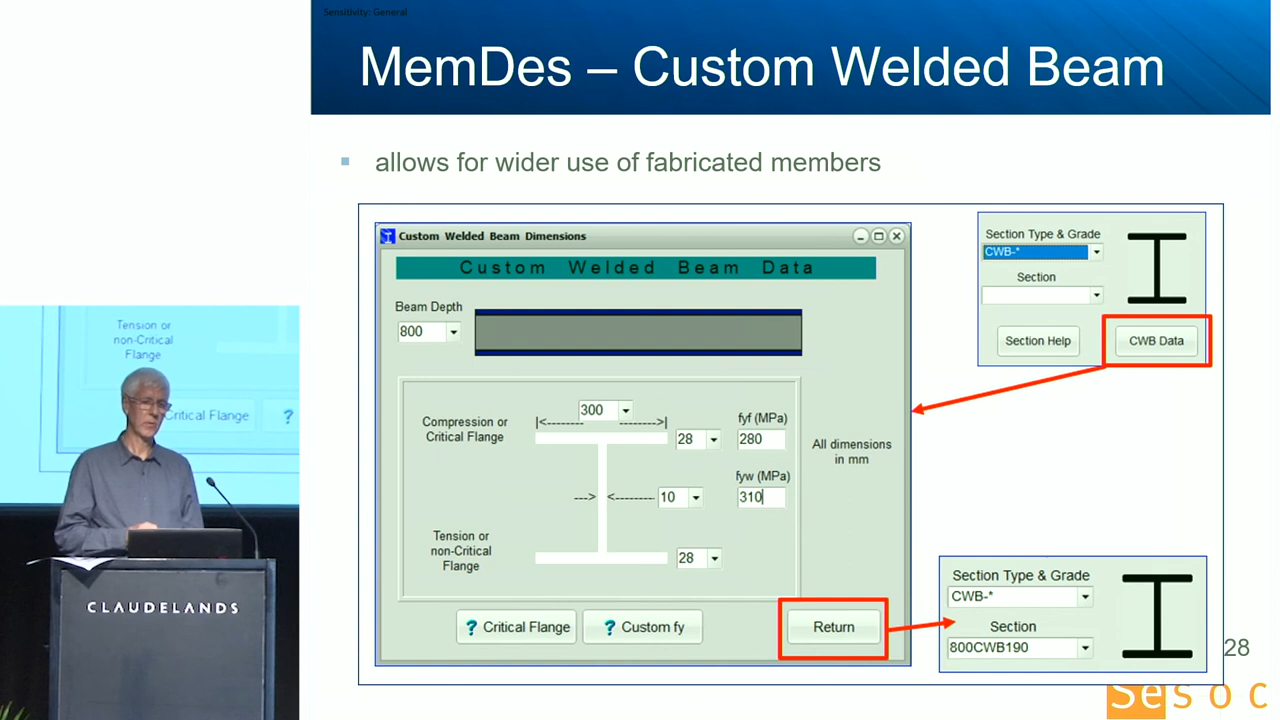 Sensitivity: General
MemDes – Custom Welded Beam
▪ allows for wider use of fabricated members
Custom Welded Beam Dimensions
Custom Welded Beam Data
Beam Depth
800
Compression or
Critical Flange
300
|<-------- -------->|
28
fyf (MPa)
280
All dimensions
in mm
fyw (MPa)
---> <---------
10
310
Tension or
non-Critical
Flange
28
? Critical Flange
? Custom fy
Return
Section Type & Grade
CWB-*
Section
Section Help
CWB Data
Section Type & Grade
CWB-*
Section
800CWB190
28
Sesoc
Tension or
non-Critical
Flange
Critical Flange
?
CLAUDELANDS